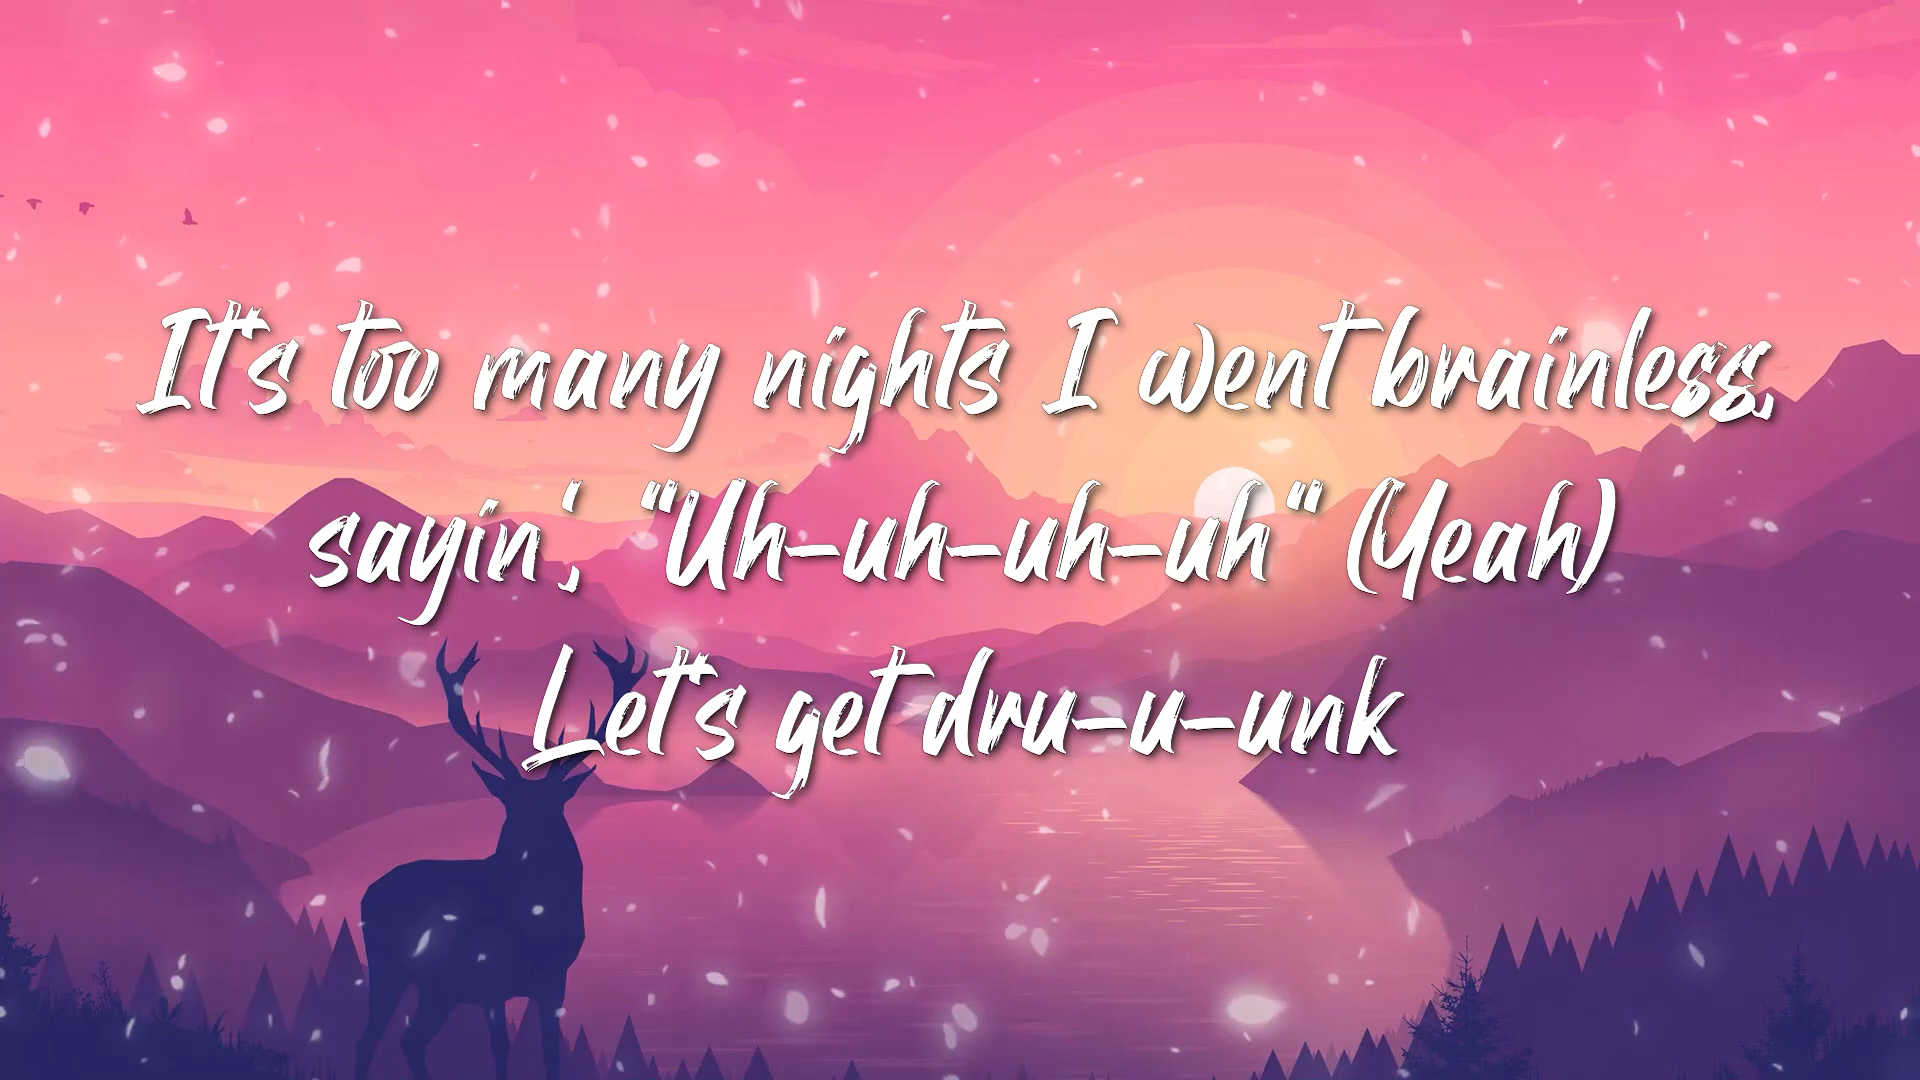 It's too many nights I went brainless,
sayin', "Uh-uh-uh-uh" (Yeah)
Let's get dru-u-unk